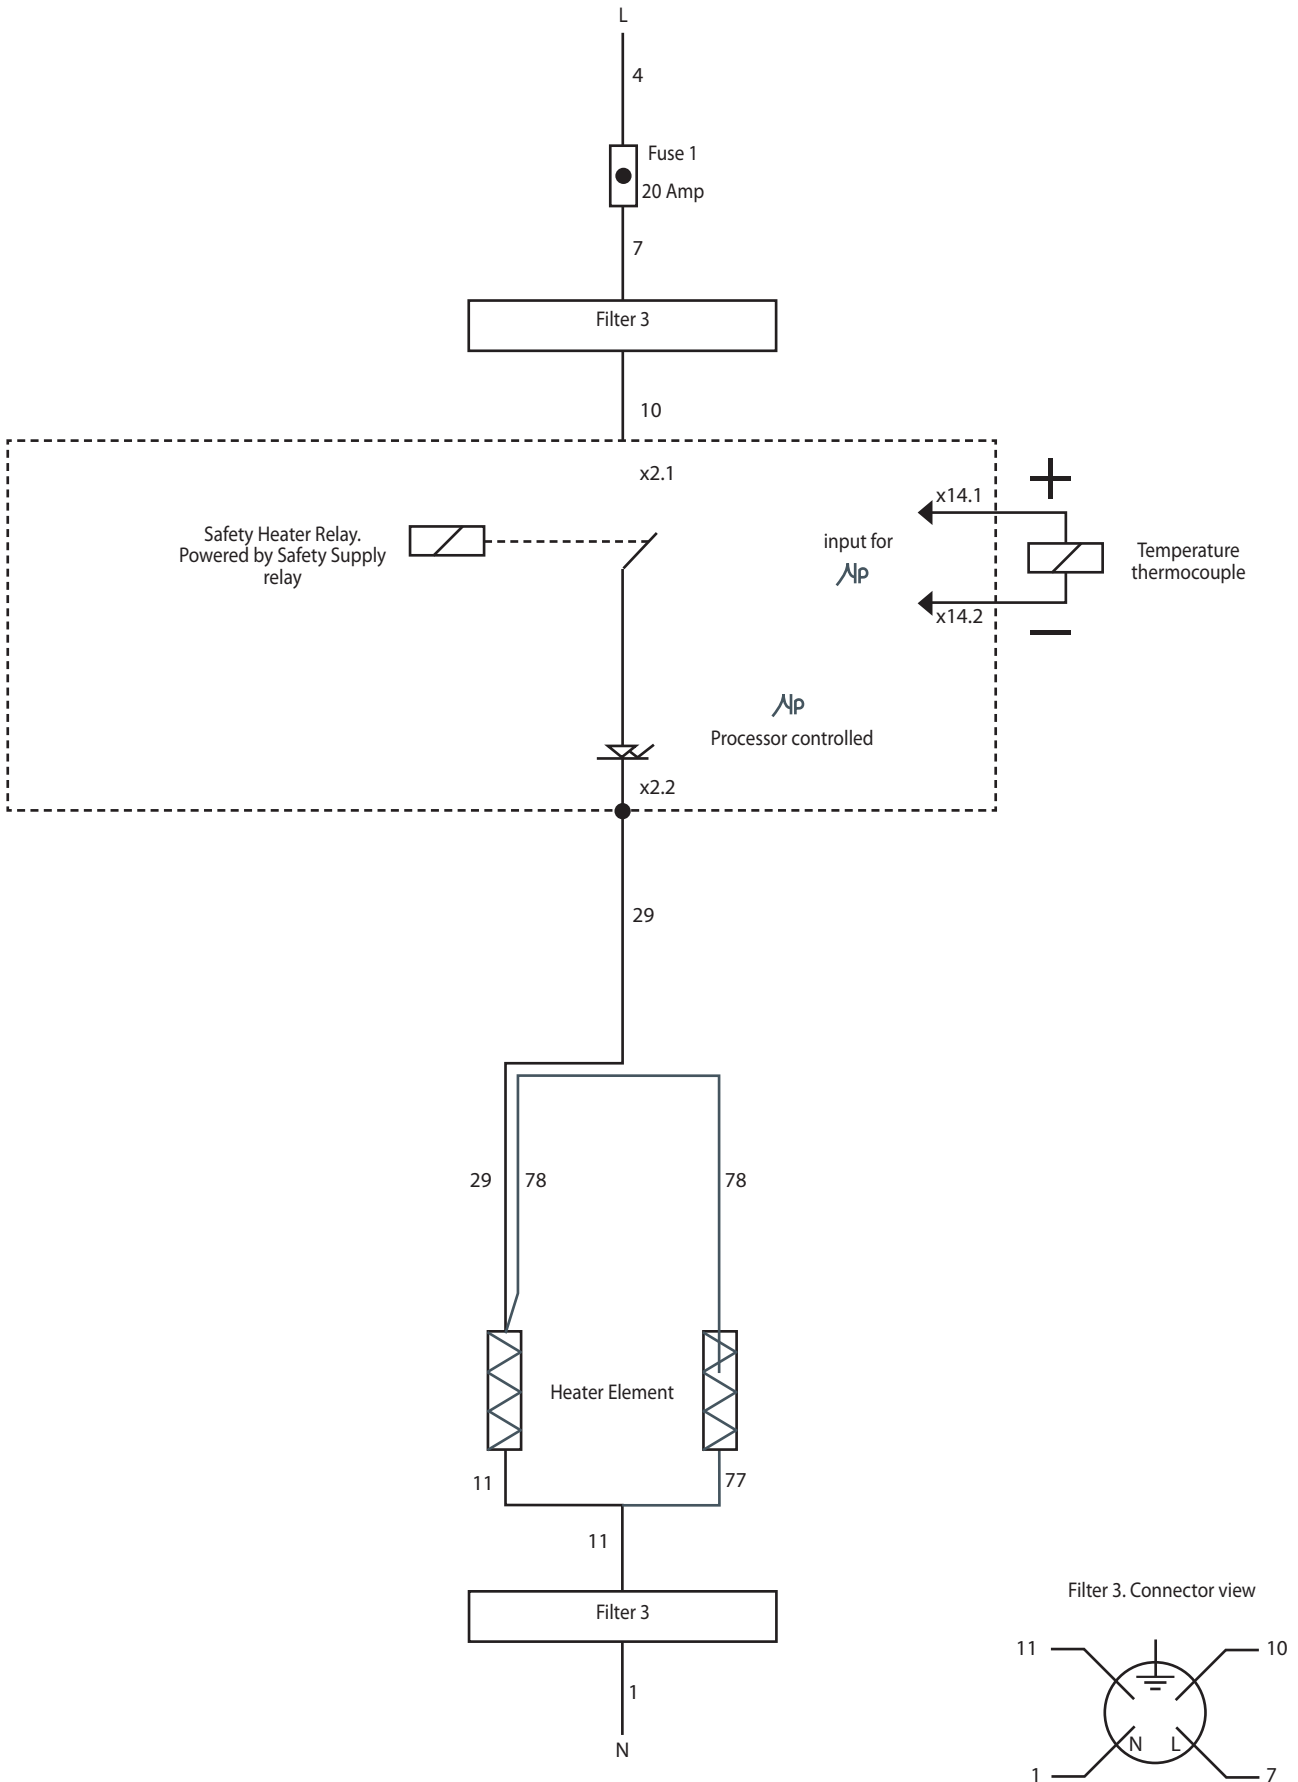 L
4
Fuse 1
20 Amp
7
Filter 3
10
x2.1
x14.1
Safety Heater Relay.
Powered by Safety Supply
relay
input for
μp
Temperature
thermocouple
x14.2
μp
Processor controlled
x2.2
29
29
78
78
Heater Element
11
77
11
Filter 3
1
N
Filter 3. Connector view
11
10
N
L
1
7